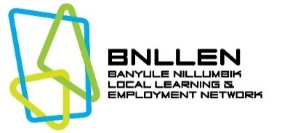 BNLLEN
BANYULE NILLUMBIK
LOCAL LEARNING &
EMPLOYMENT NETWORK